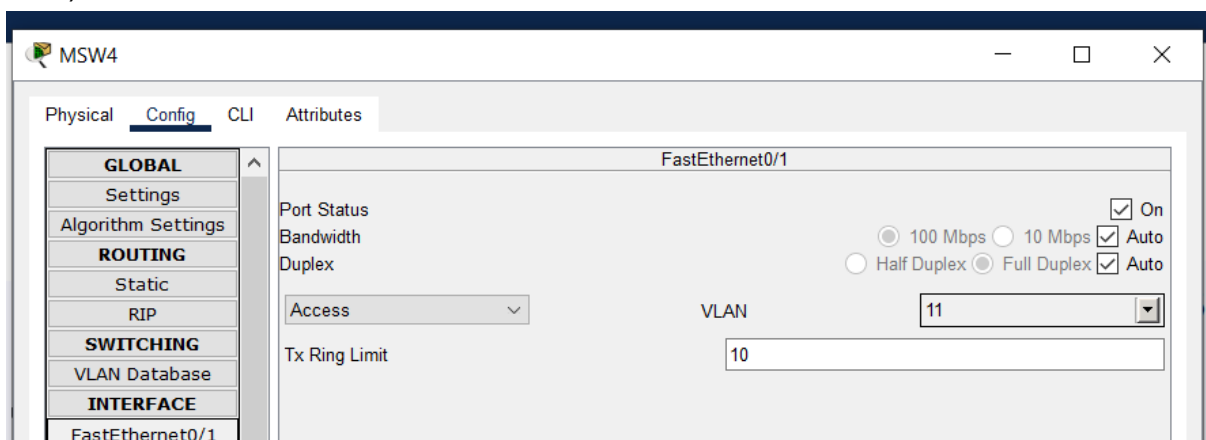 MSW4
Physical Config CLI Attributes
GLOBAL
Settings
Algorithm Settings
ROUTING
Static
RIP
SWITCHING
VLAN Database
INTERFACE
FastEthernet0/1
FastEthernet0/1
Port Status On
Bandwidth 100 Mbps 10 Mbps Auto
Duplex Half Duplex Full Duplex Auto
Access VLAN 11
Tx Ring Limit 10